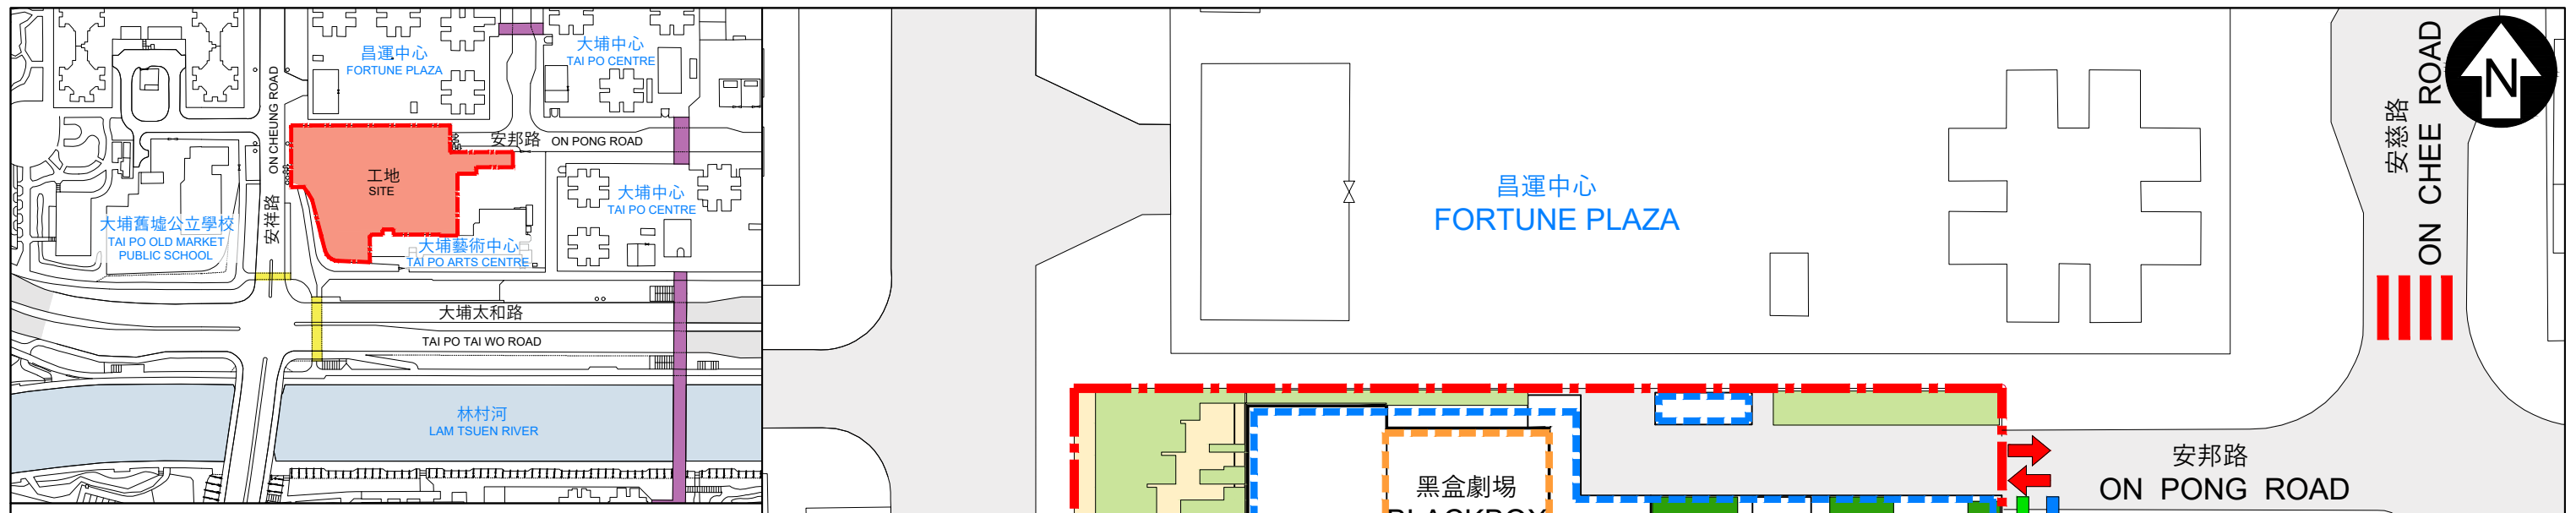 昌運中心
FORTUNE PLAZA
大埔中心
TAI PO CENTRE
ON CHEUNG ROAD
安祥路
安邦路 ON PONG ROAD
工地
SITE
大埔中心
TAI PO CENTRE
大埔舊墟公立學校
TAI PO OLD MARKET
PUBLIC SCHOOL
大埔藝術中心
TAI PO ARTS CENTRE
大埔太和路
TAI PO TAI WO ROAD
林村河
LAM TSUEN RIVER
昌運中心
FORTUNE PLAZA
安慈路
ON CHEE ROAD
N
黑盒劇場
BLACKBOX
安邦路
ON PONG ROAD